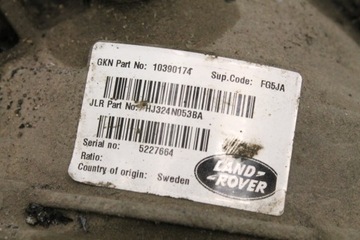 GKN Part No: 10390174 Sup.Code: FG5JA
JLR Part No: HJ324N053BA
Serial no: 5227664
Ratio:
Country of origin: Sweden
LAND-
-ROVER